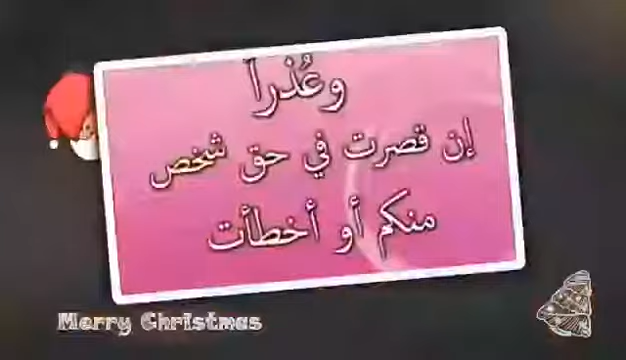 وعُذراً
إن قصرت في حق شخص
منكم أو أخطأت
Merry Christmas